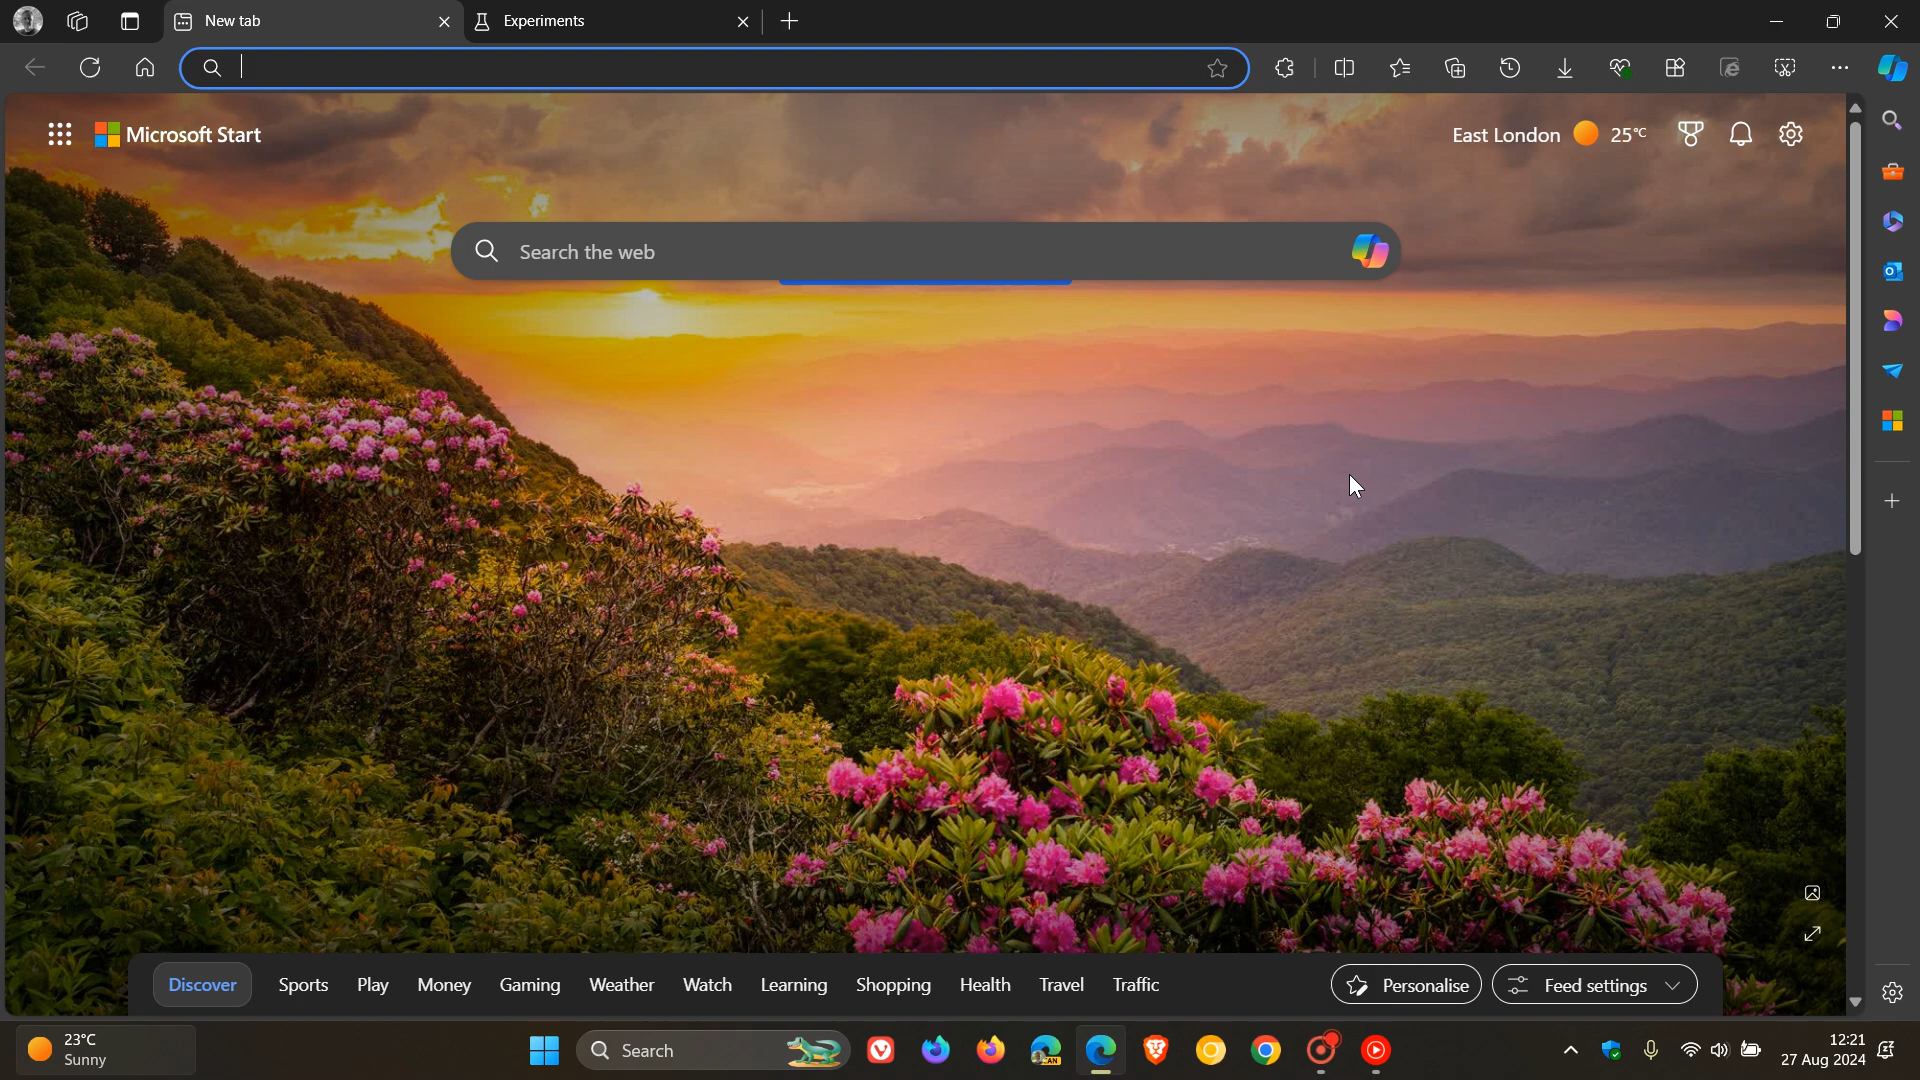 New tab
Experiments
Microsoft Start
East London 25°C
Search the web
Discover Sports Play Money Gaming Weather Watch Learning Shopping Health Travel Traffic Personalise Feed settings
23°C
Sunny
Search
CAN
12:21
27 Aug 2024